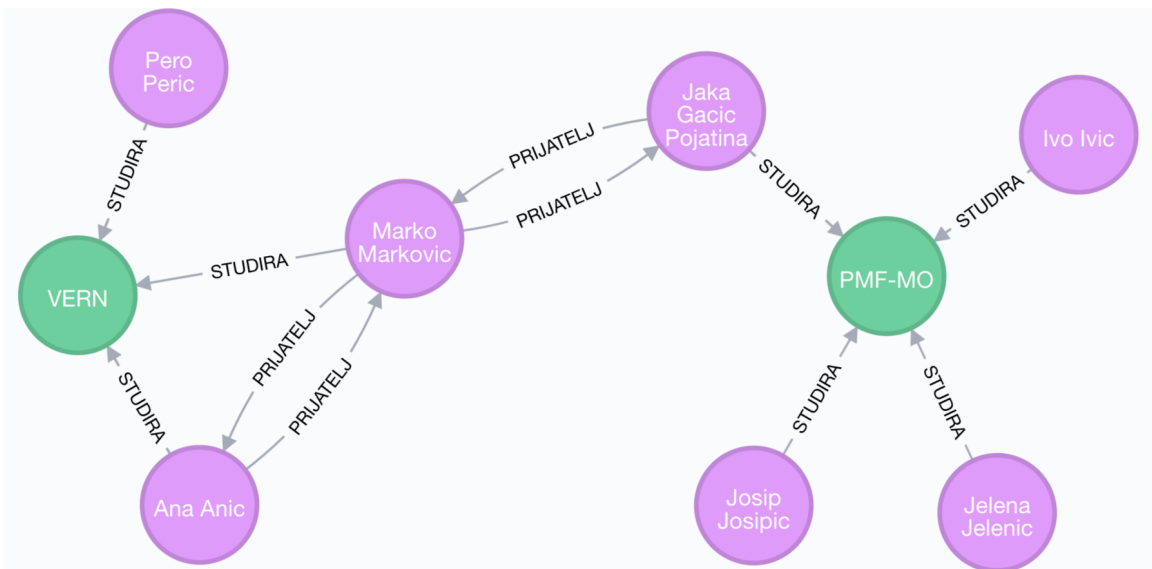 Pero
Peric
STUDIRA
VERN
STUDIRA
Marko
Markovic
PRIJATELJ
PRIJATELJ
Jaka
Gacic
Pojatina
STUDIRA
Ivo Ivic
STUDIRA
PMF-MO
PRIJATELJ
PRIJATELJ
STUDIRA
Ana Anic
STUDIRA
Josip
Josipic
STUDIRA
Jelena
Jelenic